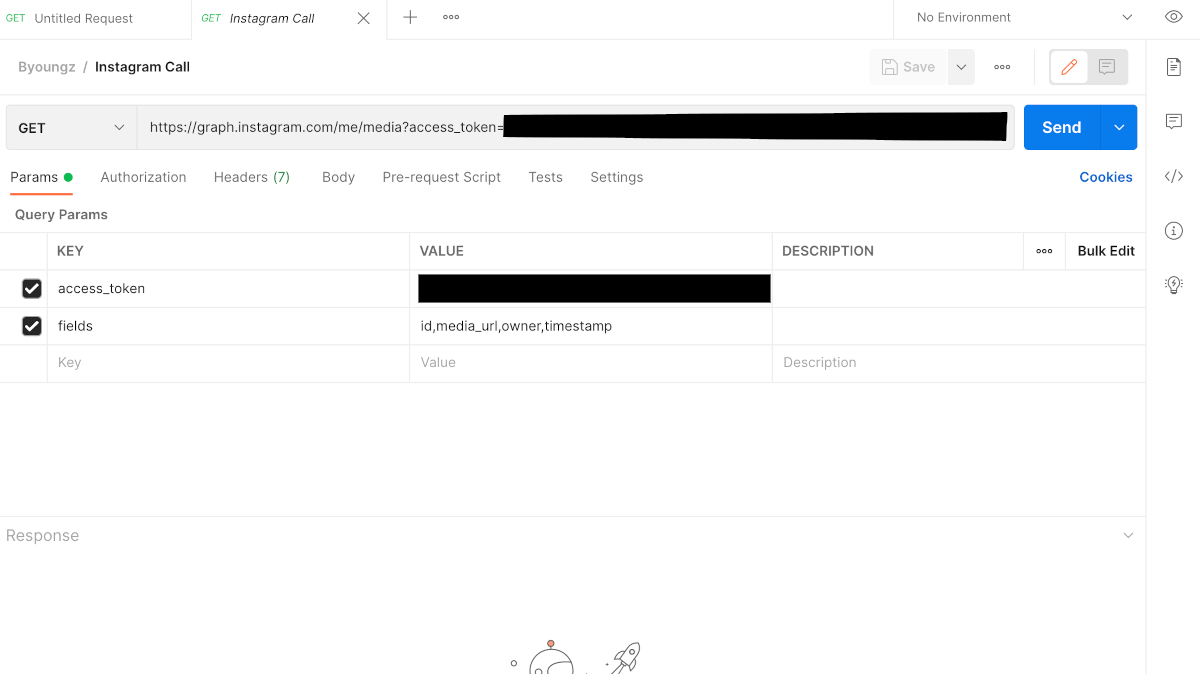 GET Untitled Request GET Instagram Call No Environment
Byoungz / Instagram Call Save
GET https://graph.instagram.com/me/media?access_token= Send
Params Authorization Headers (7) Body Pre-request Script Tests Settings Cookies
Query Params
KEY VALUE DESCRIPTION Bulk Edit
access_token
fields id,media_url,owner,timestamp
Key Value Description
Response